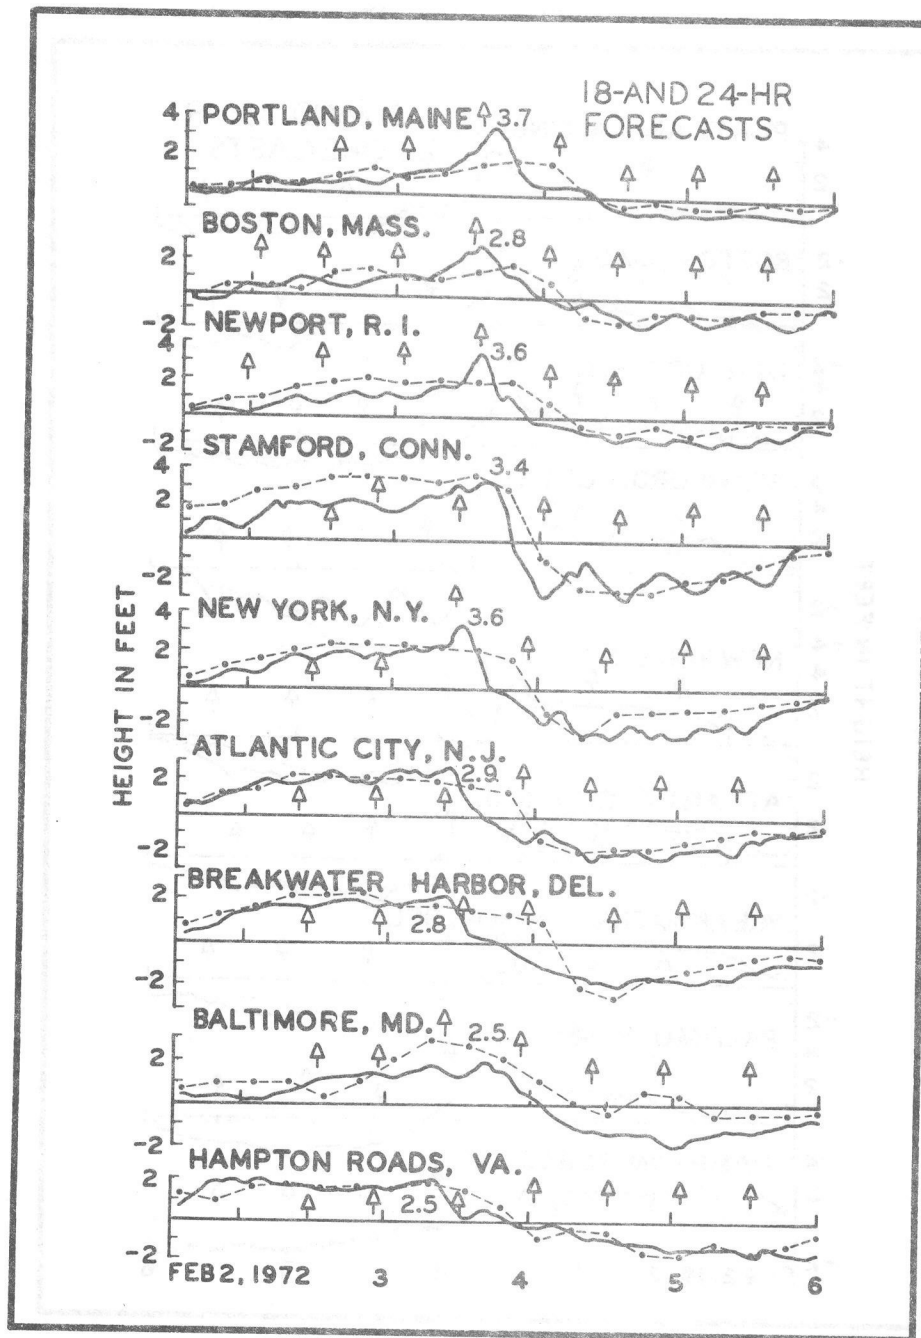 18-AND 24-HR
FORECASTS
4 PORTLAND, MAINE 3.7
2
BOSTON, MASS. 2.8
2
-2
NEWPORT, R. I.
4
3.6
2
-2
STAMFORD, CONN.
4
3.4
2
-2
NEW YORK, N.Y.
4
3.6
2
-2
ATLANTIC CITY, N.J.
2
2.9
-2
BREAKWATER HARBOR, DEL.
2
2.8
-2
BALTIMORE, MD. 2.5
2
-2
HAMPTON ROADS, VA.
2
2.5
-2
FEB 2, 1972 3 4 5 6
HEIGHT IN FEET